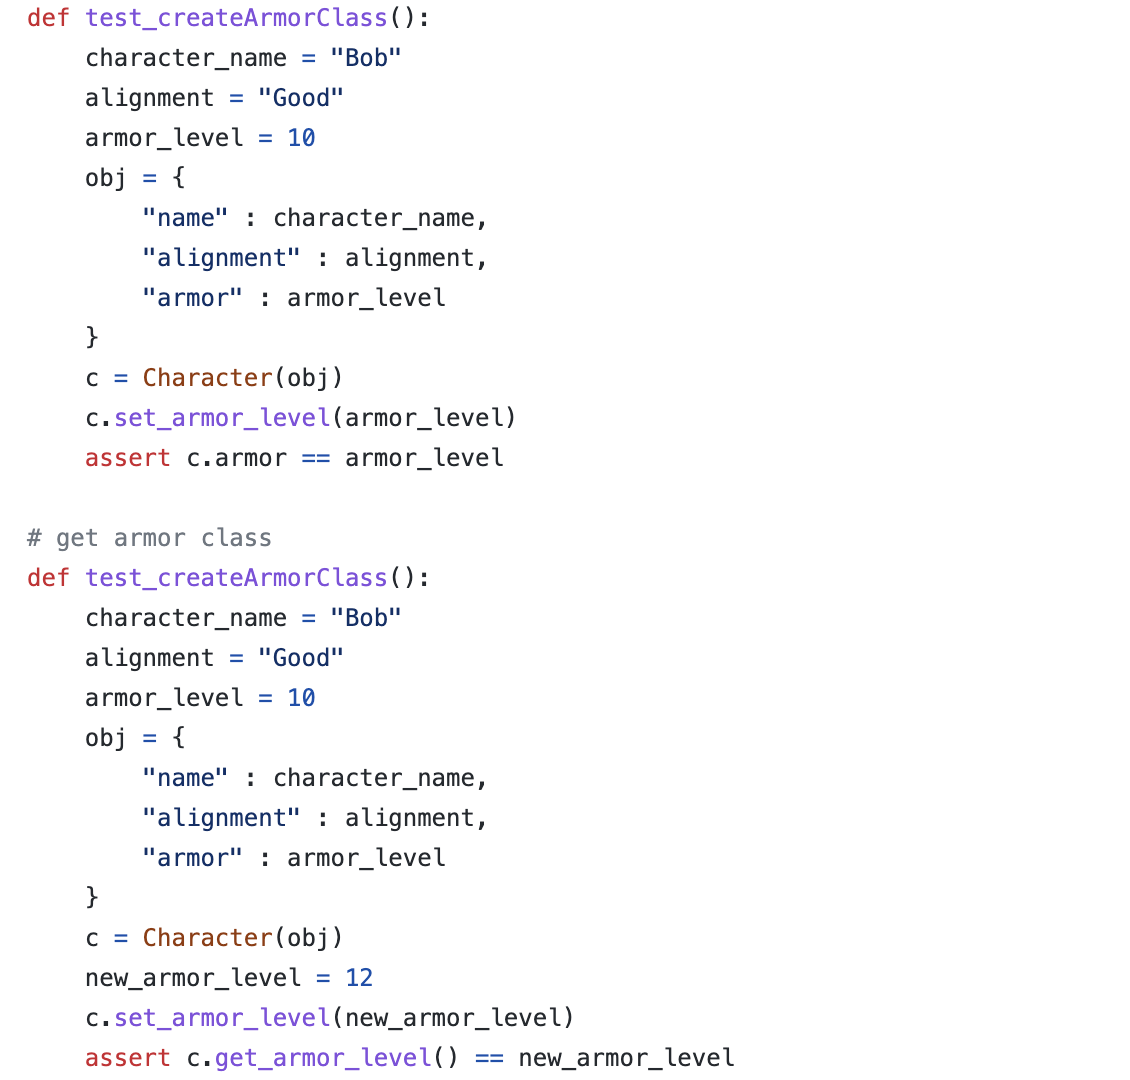 def test_createArmorClass():
    character_name = "Bob"
    alignment = "Good"
    armor_level = 10
    obj = {
        "name" : character_name,
        "alignment" : alignment,
        "armor" : armor_level
    }
    c = Character(obj)
    c.set_armor_level(armor_level)
    assert c.armor == armor_level

# get armor class
def test_createArmorClass():
    character_name = "Bob"
    alignment = "Good"
    armor_level = 10
    obj = {
        "name" : character_name,
        "alignment" : alignment,
        "armor" : armor_level
    }
    c = Character(obj)
    new_armor_level = 12
    c.set_armor_level(new_armor_level)
    assert c.get_armor_level() == new_armor_level